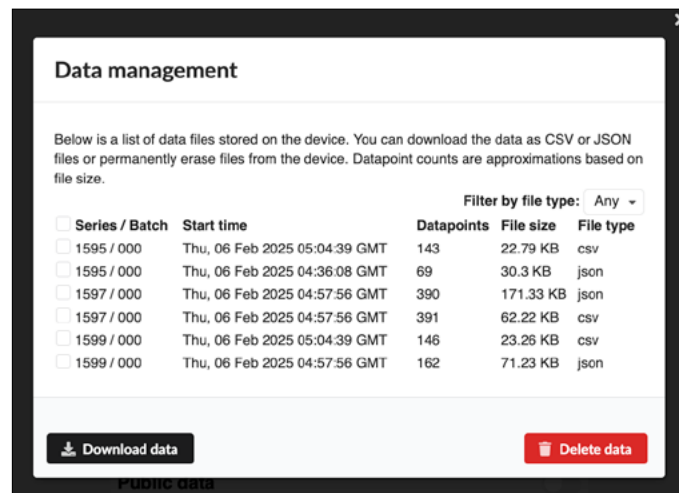 Data management
Below is a list of data files stored on the device. You can download the data as CSV or JSON
files or permanently erase files from the device. Datapoint counts are approximations based on
file size.
Filter by file type: Any
Series / Batch Start time Datapoints File size File type
1595 / 000 Thu, 06 Feb 2025 05:04:39 GMT 143 22.79 KB csv
1595 / 000 Thu, 06 Feb 2025 04:36:08 GMT 69 30.3 KB json
1597 / 000 Thu, 06 Feb 2025 04:57:56 GMT 390 171.33 KB json
1597 / 000 Thu, 06 Feb 2025 04:57:56 GMT 391 62.22 KB csv
1599 / 000 Thu, 06 Feb 2025 05:04:39 GMT 146 23.26 KB csv
1599 / 000 Thu, 06 Feb 2025 04:57:56 GMT 162 71.23 KB json
Download data Delete data
Public data